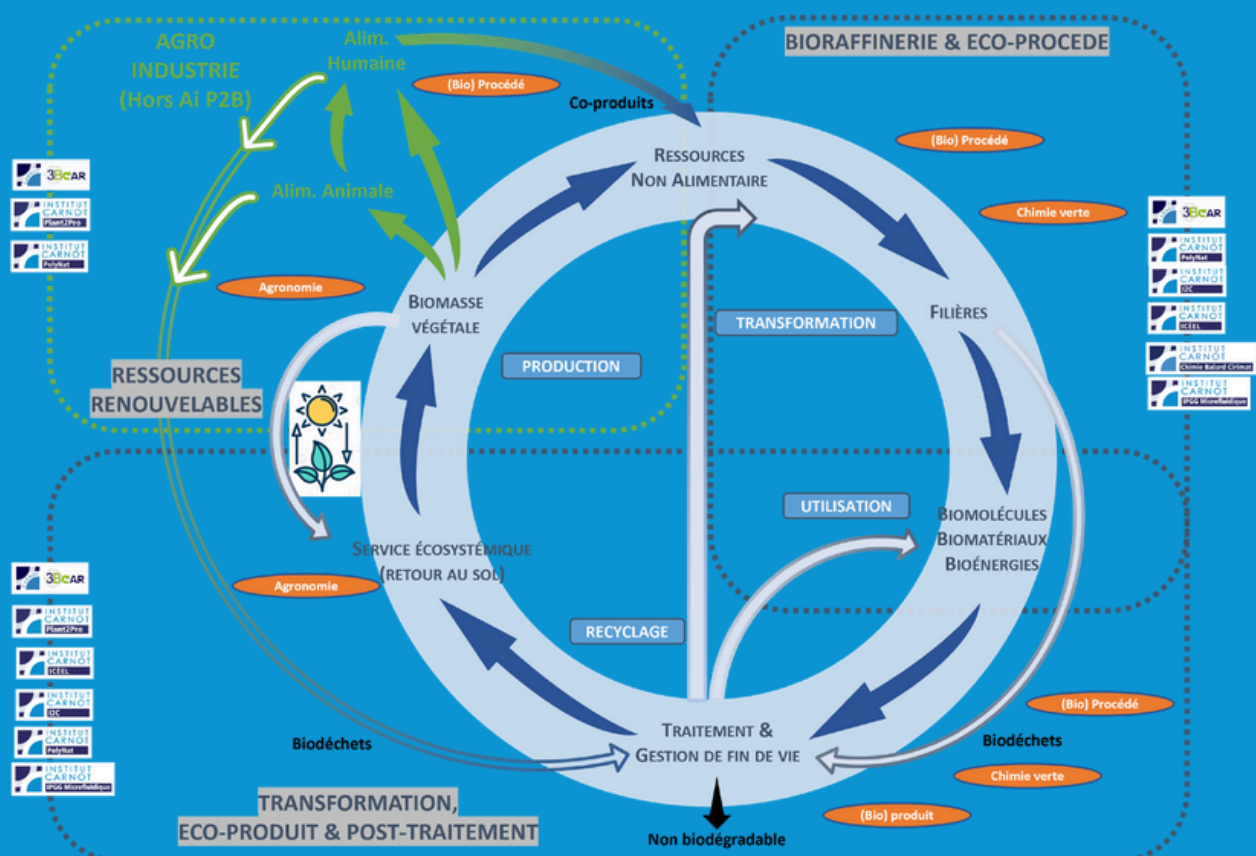 AGRO
INDUSTRIE
(Hors Ai P2B)
Alim.
Humaine
(Bio) Procédé
Co-produits
BIORAFFINERIE & ECO-PROCEDE
RESSOURCES
NON ALIMENTAIRE
(Bio) Procédé
Chimie verte
3BCAR
INSTITUT
CARNOT
Plant2Pro
INSTITUT
CARNOT
PolyNat
Alim. Animale
Agronomie
BIOMASSE
VÉGÉTALE
FILIÈRES
TRANSFORMATION
PRODUCTION
RESSOURCES
RENOUVELABLES
3BCAR
INSTITUT
CARNOT
PolyNat
INSTITUT
CARNOT
I2C
INSTITUT
CARNOT
ICÉEL
INSTITUT
CARNOT
Chimie Balard Cirimat
INSTITUT
CARNOT
IPGG Microfluidique
UTILISATION
BIOMOLÉCULES
BIOMATÉRIAUX
BIOÉNERGIES
SERVICE ÉCOSYSTÉMIQUE
(RETOUR AU SOL)
Agronomie
RECYCLAGE
3BCAR
INSTITUT
CARNOT
Plant2Pro
INSTITUT
CARNOT
ICÉEL
INSTITUT
CARNOT
I2C
INSTITUT
CARNOT
PolyNat
INSTITUT
CARNOT
IPGG Microfluidique
Biodéchets
TRAITEMENT &
GESTION DE FIN DE VIE
(Bio) Procédé
Biodéchets
Chimie verte
(Bio) produit
TRANSFORMATION,
ECO-PRODUIT & POST-TRAITEMENT
Non biodégradable